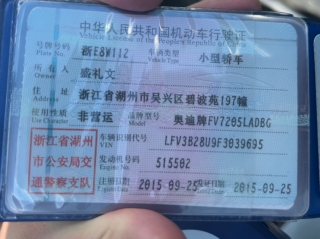 中华人民共和国机动车行驶证
Vehicle License of the People's Republic of China
号牌号码 浙E8W112 车辆类型 小型轿车
Plate No. Vehicle Type
所有人 盛礼文
Owner
住址 浙江省湖州市吴兴区碧波苑197幢
Address
使用性质 非营运 品牌型号 奥迪牌FV7205LADBG
Use Character Model
浙江省湖州 车辆识别代号 LFV3B28U9F3039695
VIN
市公安局交 发动机号码 515502
Engine No.
通警察支队 注册日期 2015-09-25 发证日期 2015-09-25